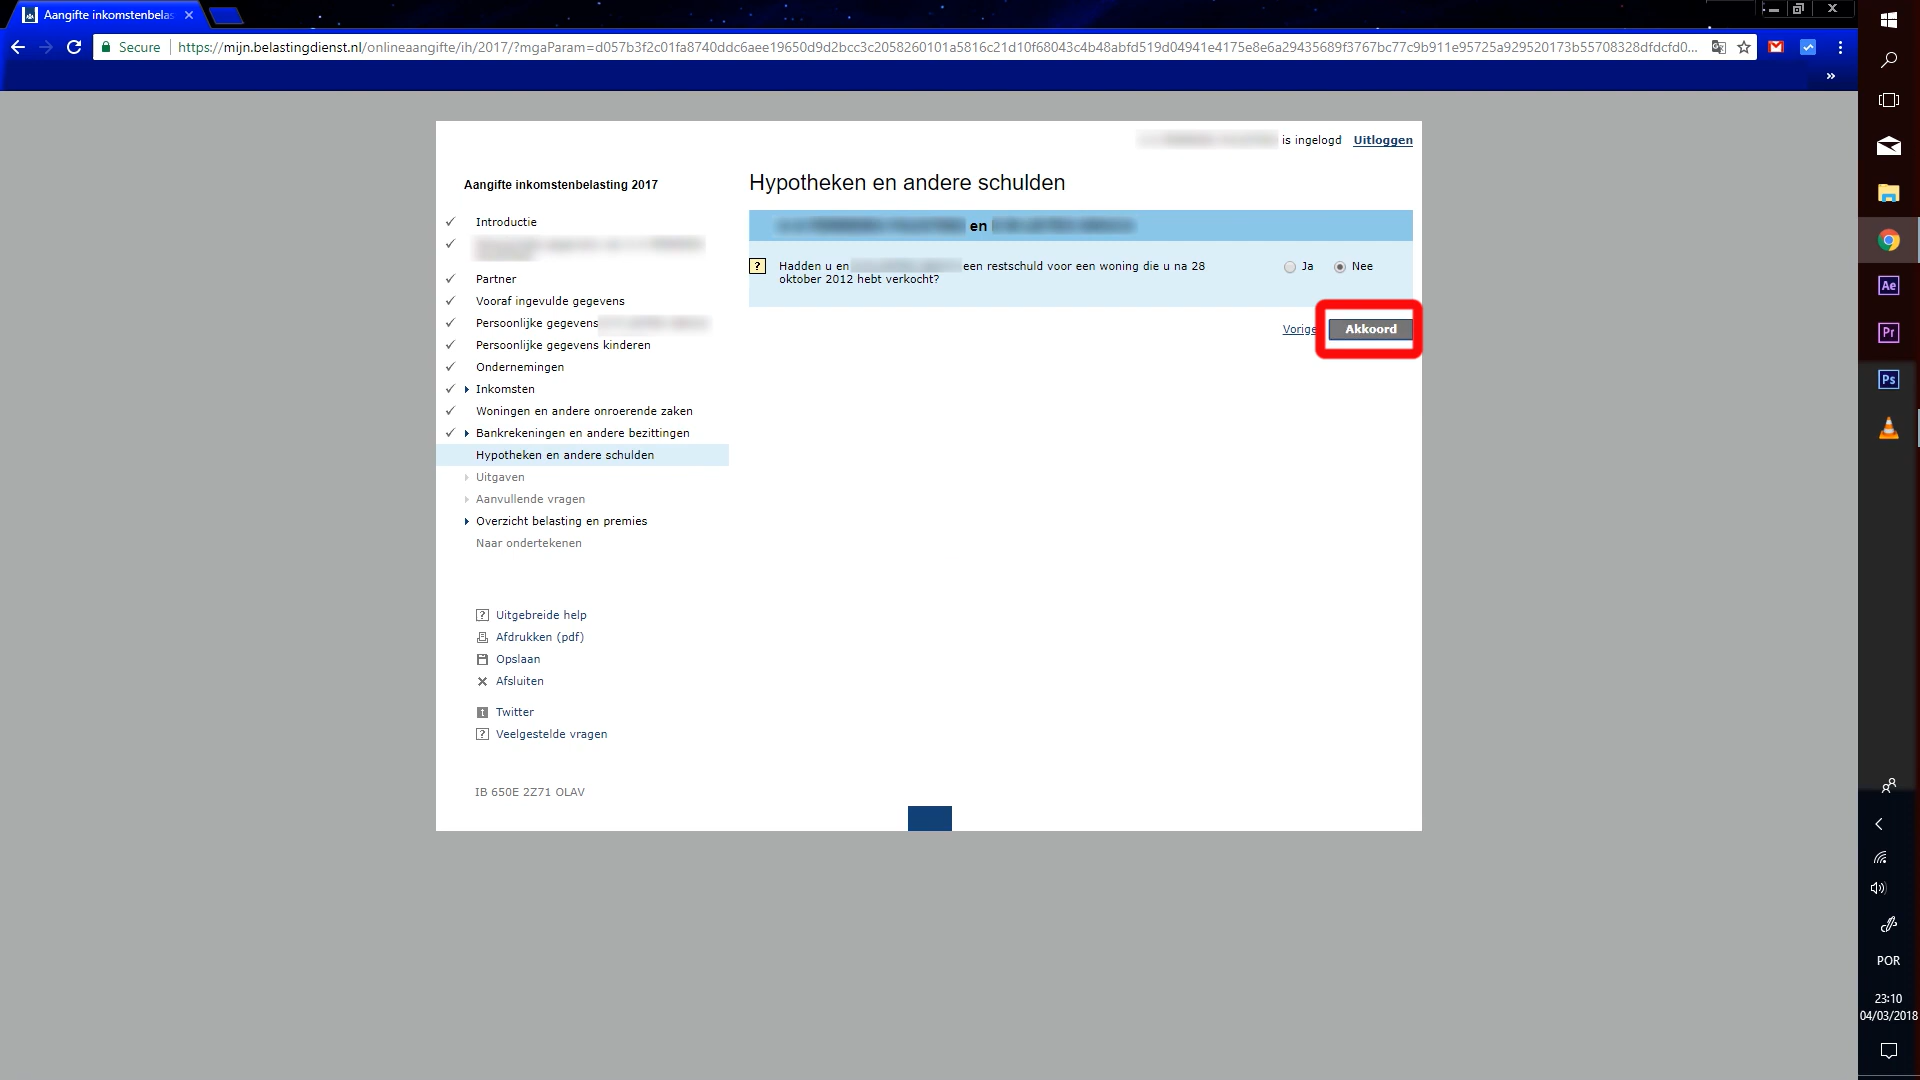 Aangifte inkomstenbelas
Secure
https://mijn.belastingdienst.nl/onlineaangifte/ih/2017/?mgaParam=d057b3f2c01fa8740ddc6aee19650d9d2bcc3c2058260101a5816c21d10f68043c4b48abfd519d04941e4175e8e6a29435689f3767bc77c9b911e95725a929520173b55708328dfdcfd0...
»
is ingelogd Uitloggen
Aangifte inkomstenbelasting 2017
Introductie
Partner
Vooraf ingevulde gegevens
Persoonlijke gegevens
Persoonlijke gegevens kinderen
Ondernemingen
Inkomsten
Woningen en andere onroerende zaken
Bankrekeningen en andere bezittingen
Hypotheken en andere schulden
Uitgaven
Aanvullende vragen
Overzicht belasting en premies
Naar ondertekenen
? Uitgebreide help
Afdrukken (pdf)
Opslaan
Afsluiten
t Twitter
? Veelgestelde vragen
IB 650E 2Z71 OLAV
Hypotheken en andere schulden
en
? Hadden u en een restschuld voor een woning die u na 28
oktober 2012 hebt verkocht?
Ja Nee
Vorige Akkoord
Ae
Pr
Ps
POR
23:10
04/03/2018